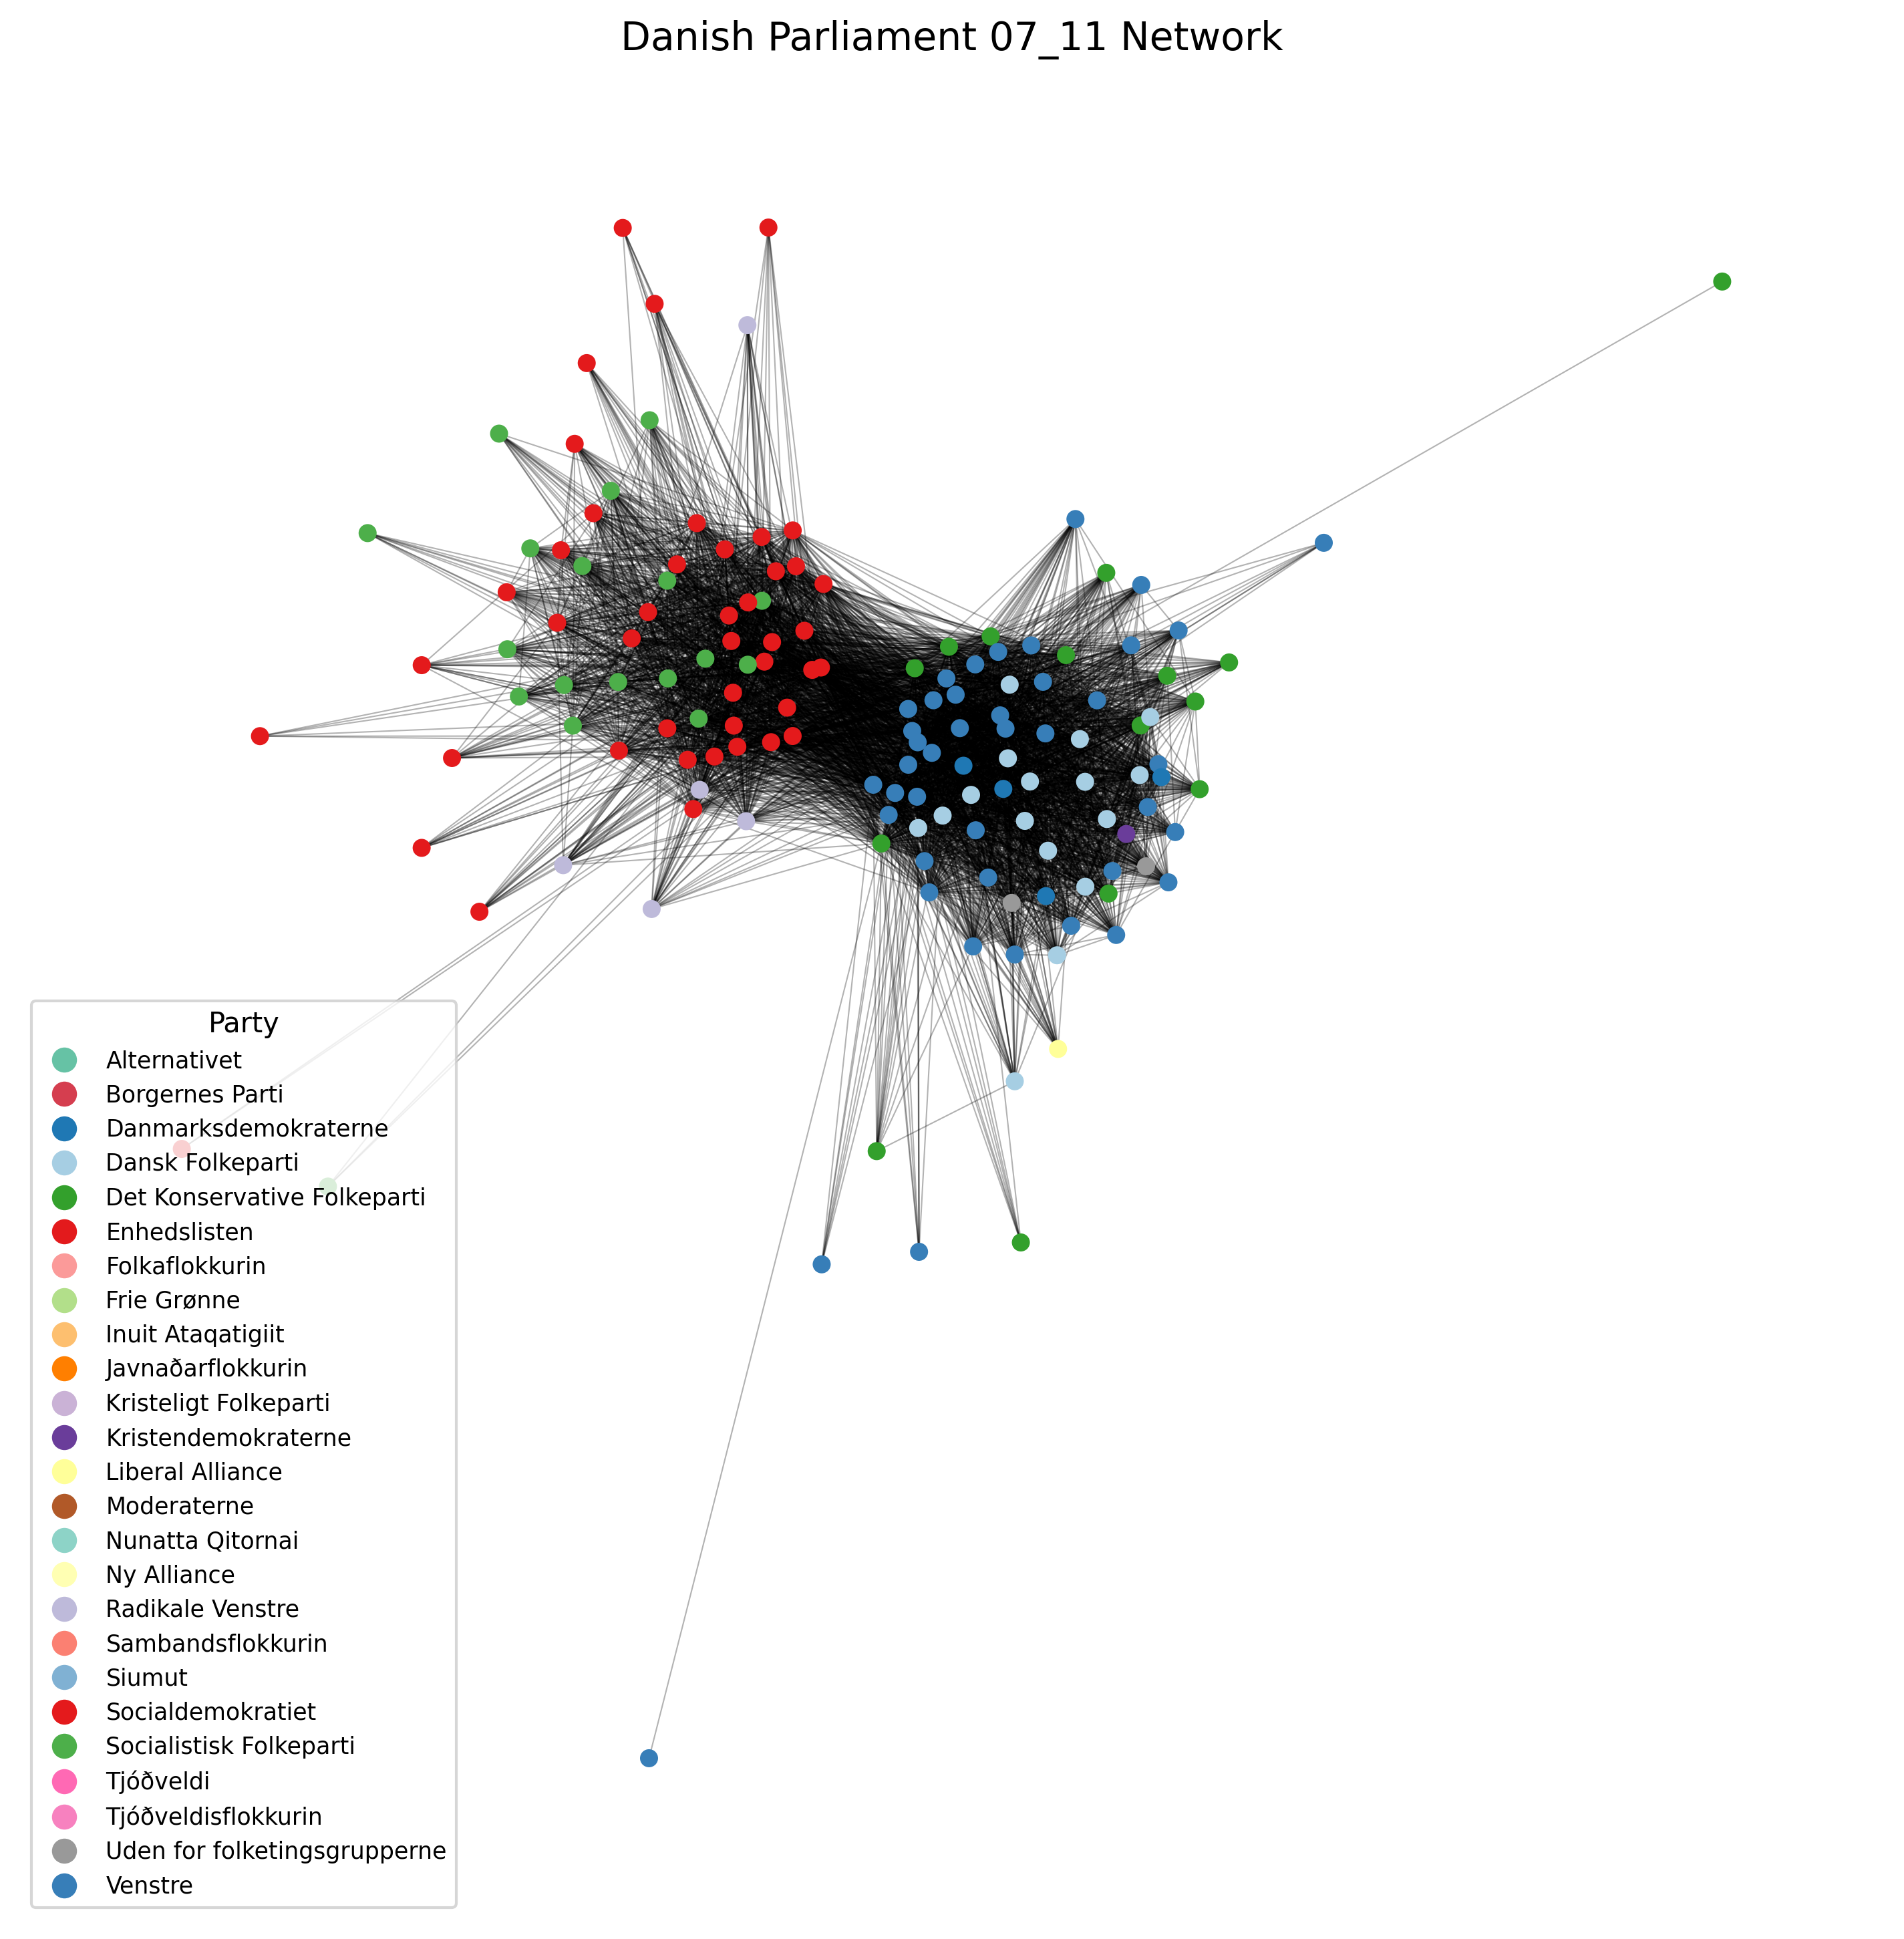 Danish Parliament 07_11 Network
Party
Alternativet
Borgernes Parti
Danmarksdemokraterne
Dansk Folkeparti
Det Konservative Folkeparti
Enhedslisten
Folkaflokkurin
Frie Grønne
Inuit Ataqatigiit
Javnaðarflokkurin
Kristeligt Folkeparti
Kristendemokraterne
Liberal Alliance
Moderaterne
Nunatta Qitornai
Ny Alliance
Radikale Venstre
Sambandsflokkurin
Siumut
Socialdemokratiet
Socialistisk Folkeparti
Tjóðveldi
Tjóðveldisflokkurin
Uden for folketingsgrupperne
Venstre